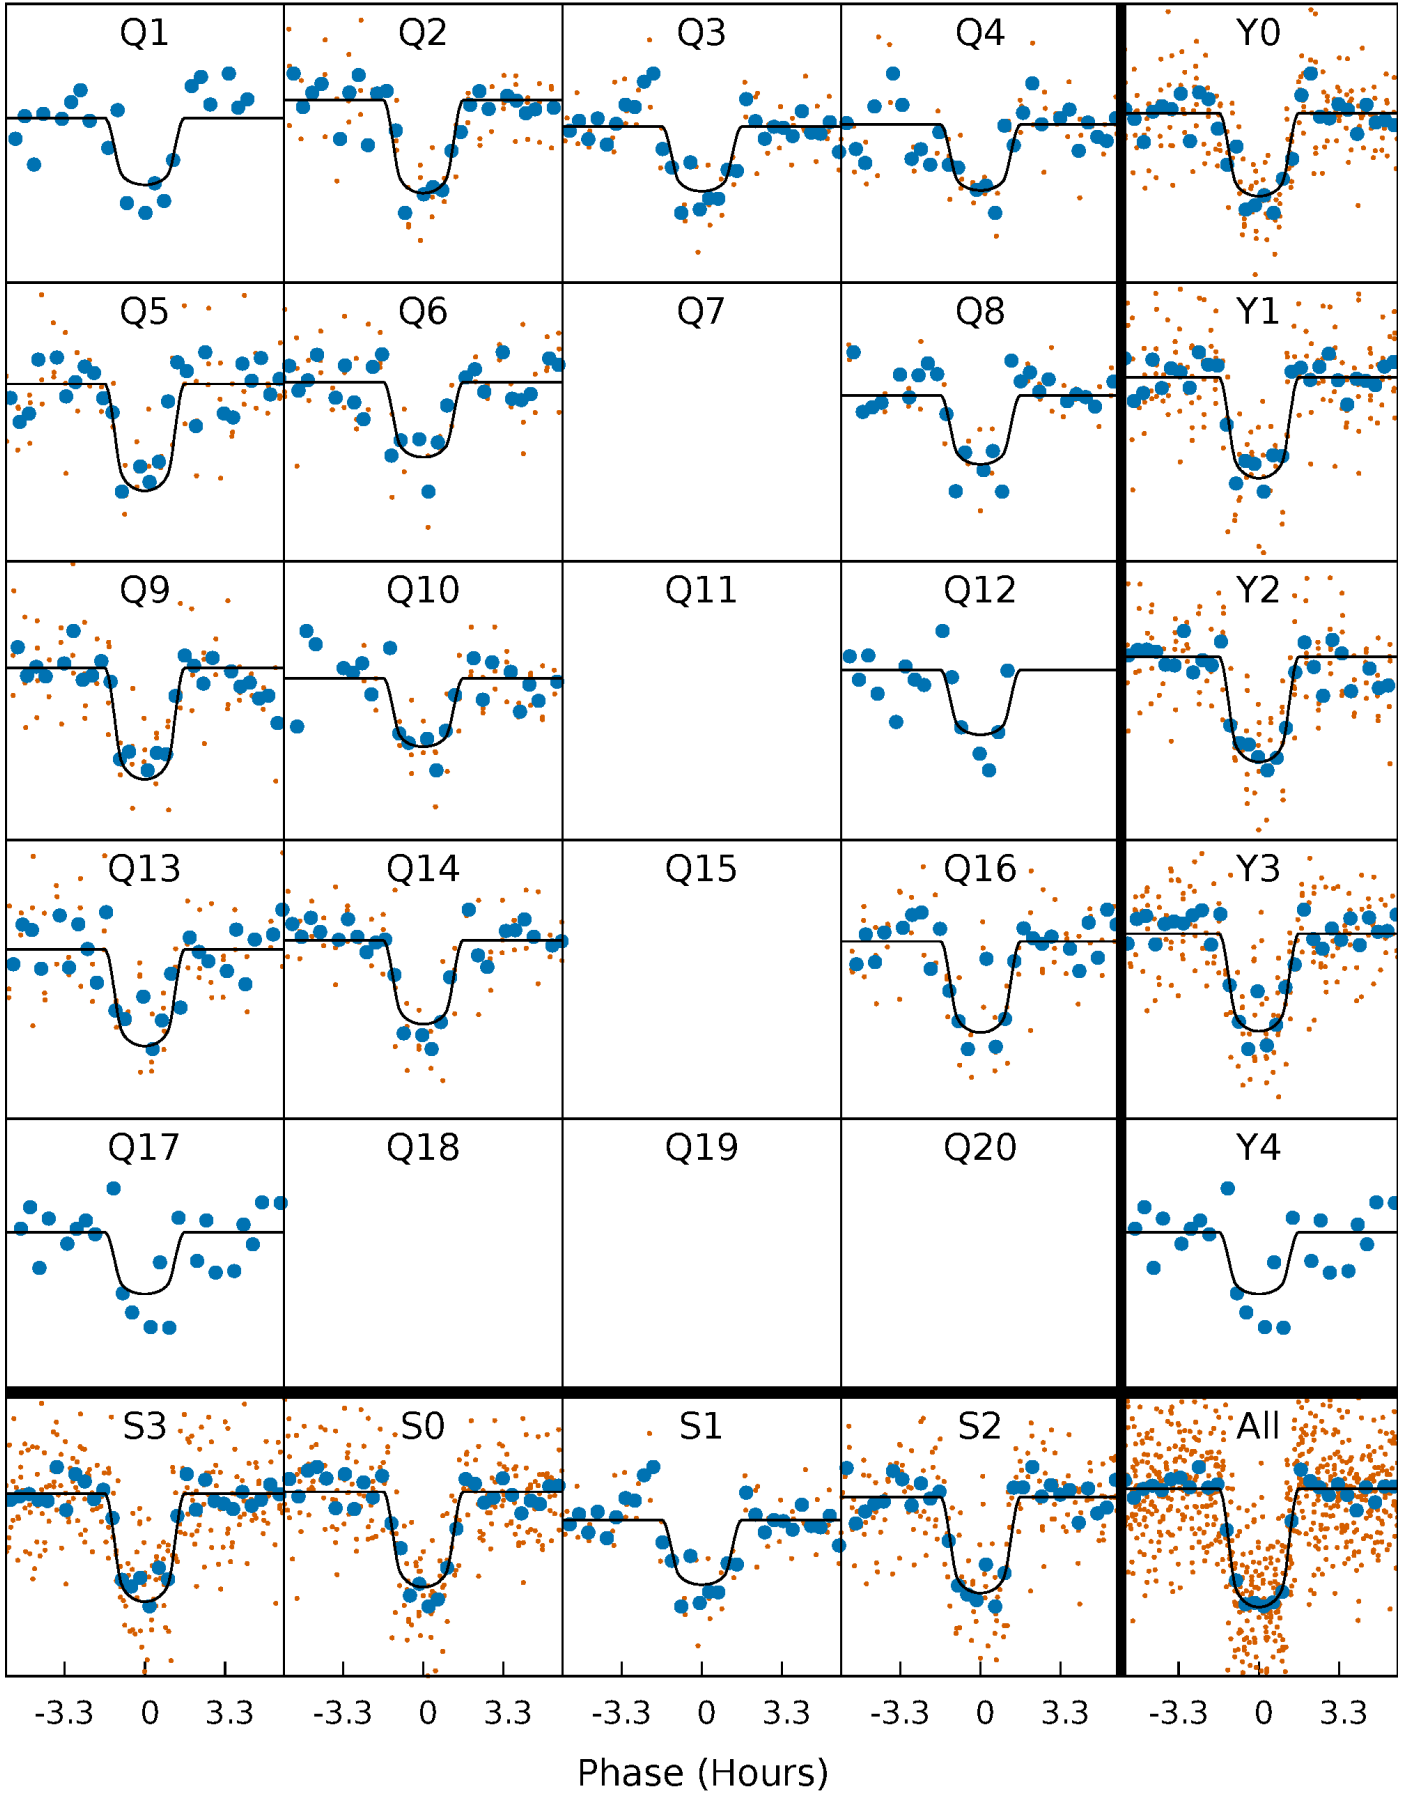 Q1 Q2 Q3 Q4 Y0
Q5 Q6 Q7 Q8 Y1
Q9 Q10 Q11 Q12 Y2
Q13 Q14 Q15 Q16 Y3
Q17 Q18 Q19 Q20 Y4
S3 S0 S1 S2 All
-3.3 0 3.3 -3.3 0 3.3 -3.3 0 3.3 -3.3 0 3.3 -3.3 0 3.3
Phase (Hours)